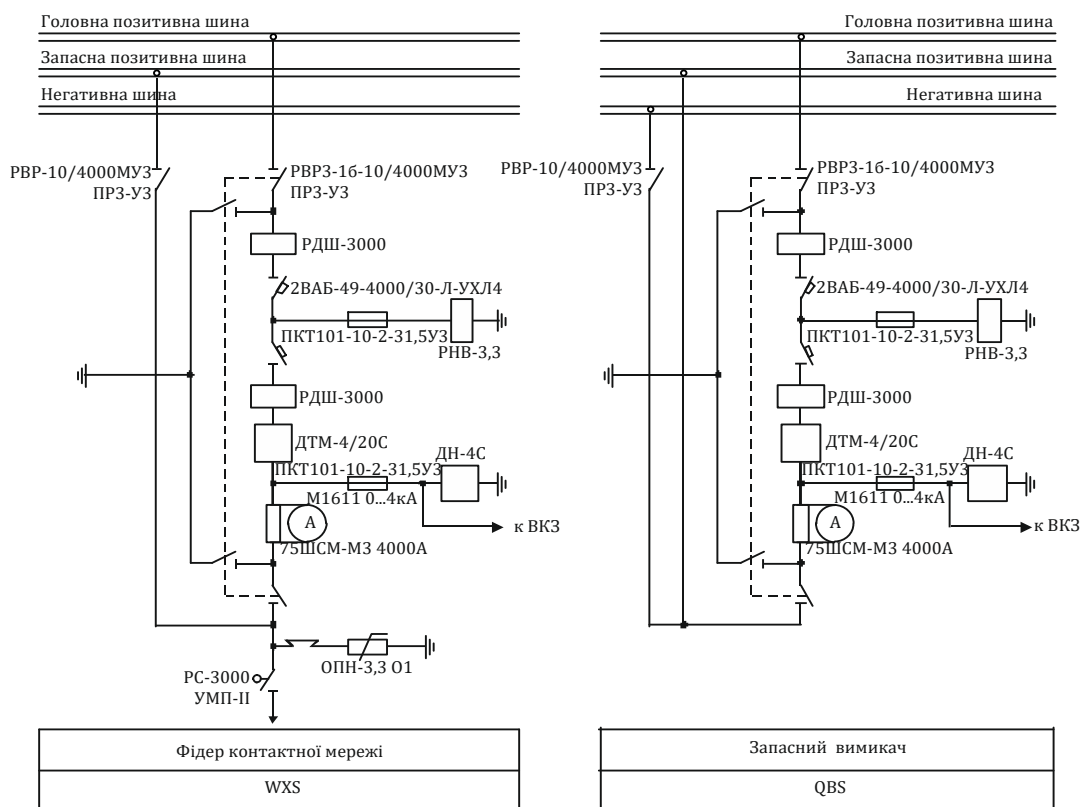 Головна позитивна шина
Запасна позитивна шина
Негативна шина
РВР-10/4000МУЗ
ПРЗ-УЗ
РВРЗ-1б-10/4000МУЗ
ПРЗ-УЗ
РДШ-3000
2ВАБ-49-4000/30-Л-УХЛ4
ПКТ101-10-2-31,5УЗ
РНВ-3,3
РДШ-3000
ДТМ-4/20С
ДН-4С
ПКТ101-10-2-31,5УЗ
М1611 0...4кА
А
к ВКЗ
75ШСМ-МЗ 4000А
ОПН-3,3 О1
РС-3000
УМП-ІІ
Фідер контактної мережі
WXS
Головна позитивна шина
Запасна позитивна шина
Негативна шина
РВР-10/4000МУЗ
ПРЗ-УЗ
РВРЗ-1б-10/4000МУЗ
ПРЗ-УЗ
РДШ-3000
2ВАБ-49-4000/30-Л-УХЛ4
ПКТ101-10-2-31,5УЗ
РНВ-3,3
РДШ-3000
ДТМ-4/20С
ДН-4С
ПКТ101-10-2-31,5УЗ
М1611 0...4кА
А
к ВКЗ
75ШСМ-МЗ 4000А
Запасний вимикач
QBS